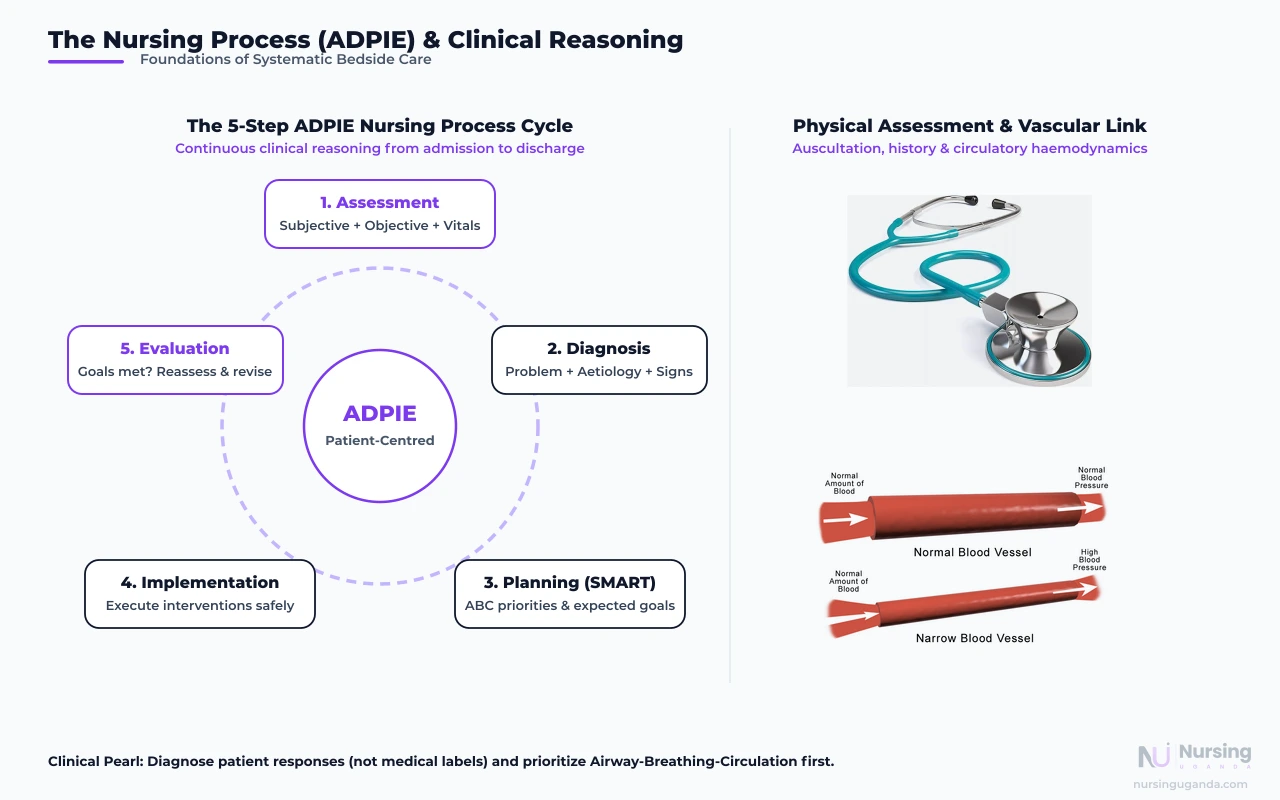 The Nursing Process (ADPIE) & Clinical Reasoning
Foundations of Systematic Bedside Care
The 5-Step ADPIE Nursing Process Cycle
Continuous clinical reasoning from admission to discharge
1. Assessment
Subjective + Objective + Vitals
5. Evaluation
Goals met? Reassess & revise
2. Diagnosis
Problem + Aetiology + Signs
ADPIE
Patient-Centred
4. Implementation
Execute interventions safely
3. Planning (SMART)
ABC priorities & expected goals
Physical Assessment & Vascular Link
Auscultation, history & circulatory haemodynamics
Normal
Amount of
Blood
Normal
Blood
Pressure
Normal Blood Vessel
Normal
Amount of
Blood
High
Blood
Pressure
Narrow Blood Vessel
Clinical Pearl: Diagnose patient responses (not medical labels) and prioritize Airway-Breathing-Circulation first.
NU Nursing
UGANDA
nursinguganda.com